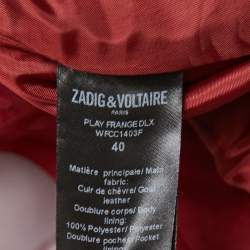 ZADIG & VOLTAIRE
PARIS
PLAY FRANGE DLX
WFCC1403F
40
Matière principale/ Main
fabric:
Cuir de chèvre/ Goat
leather
Doublure corps/ Body
100% Polyester/ Polyester
Doublure poches/ Pocket